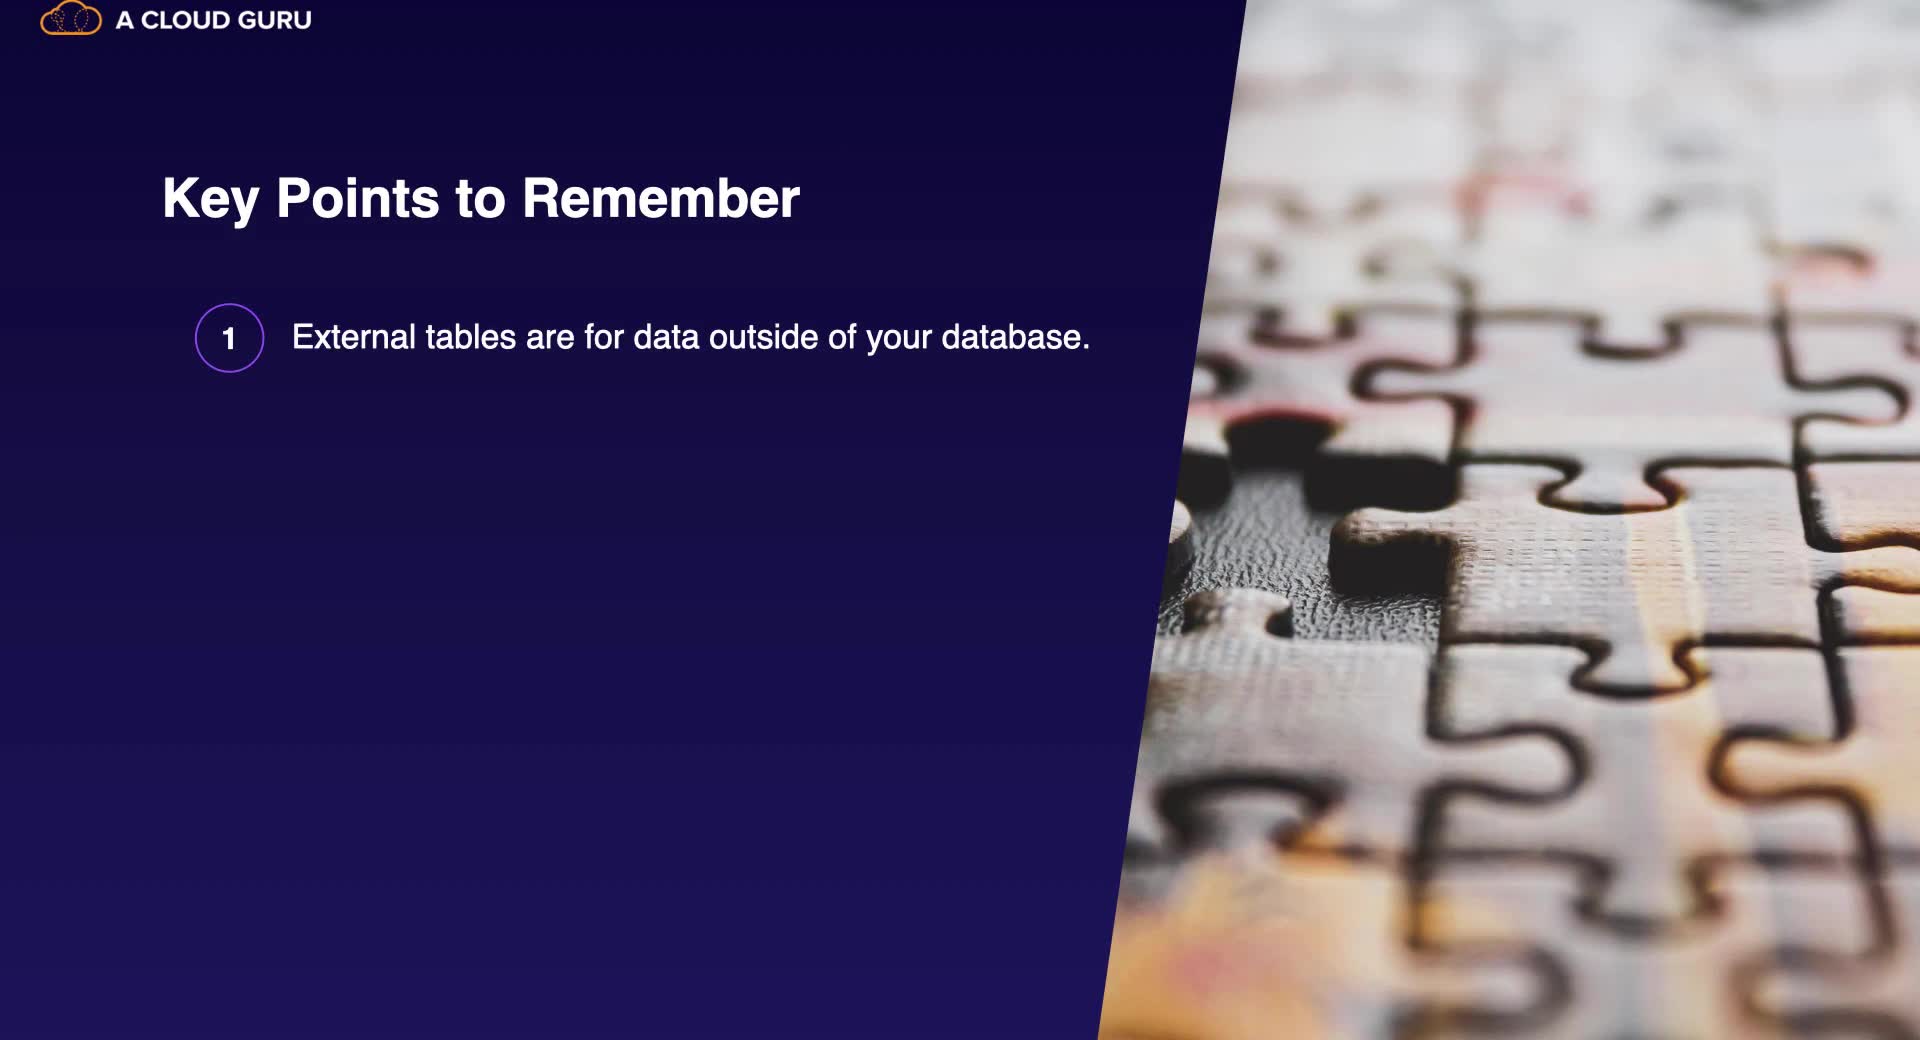 A CLOUD GURU
Key Points to Remember
1 External tables are for data outside of your database.